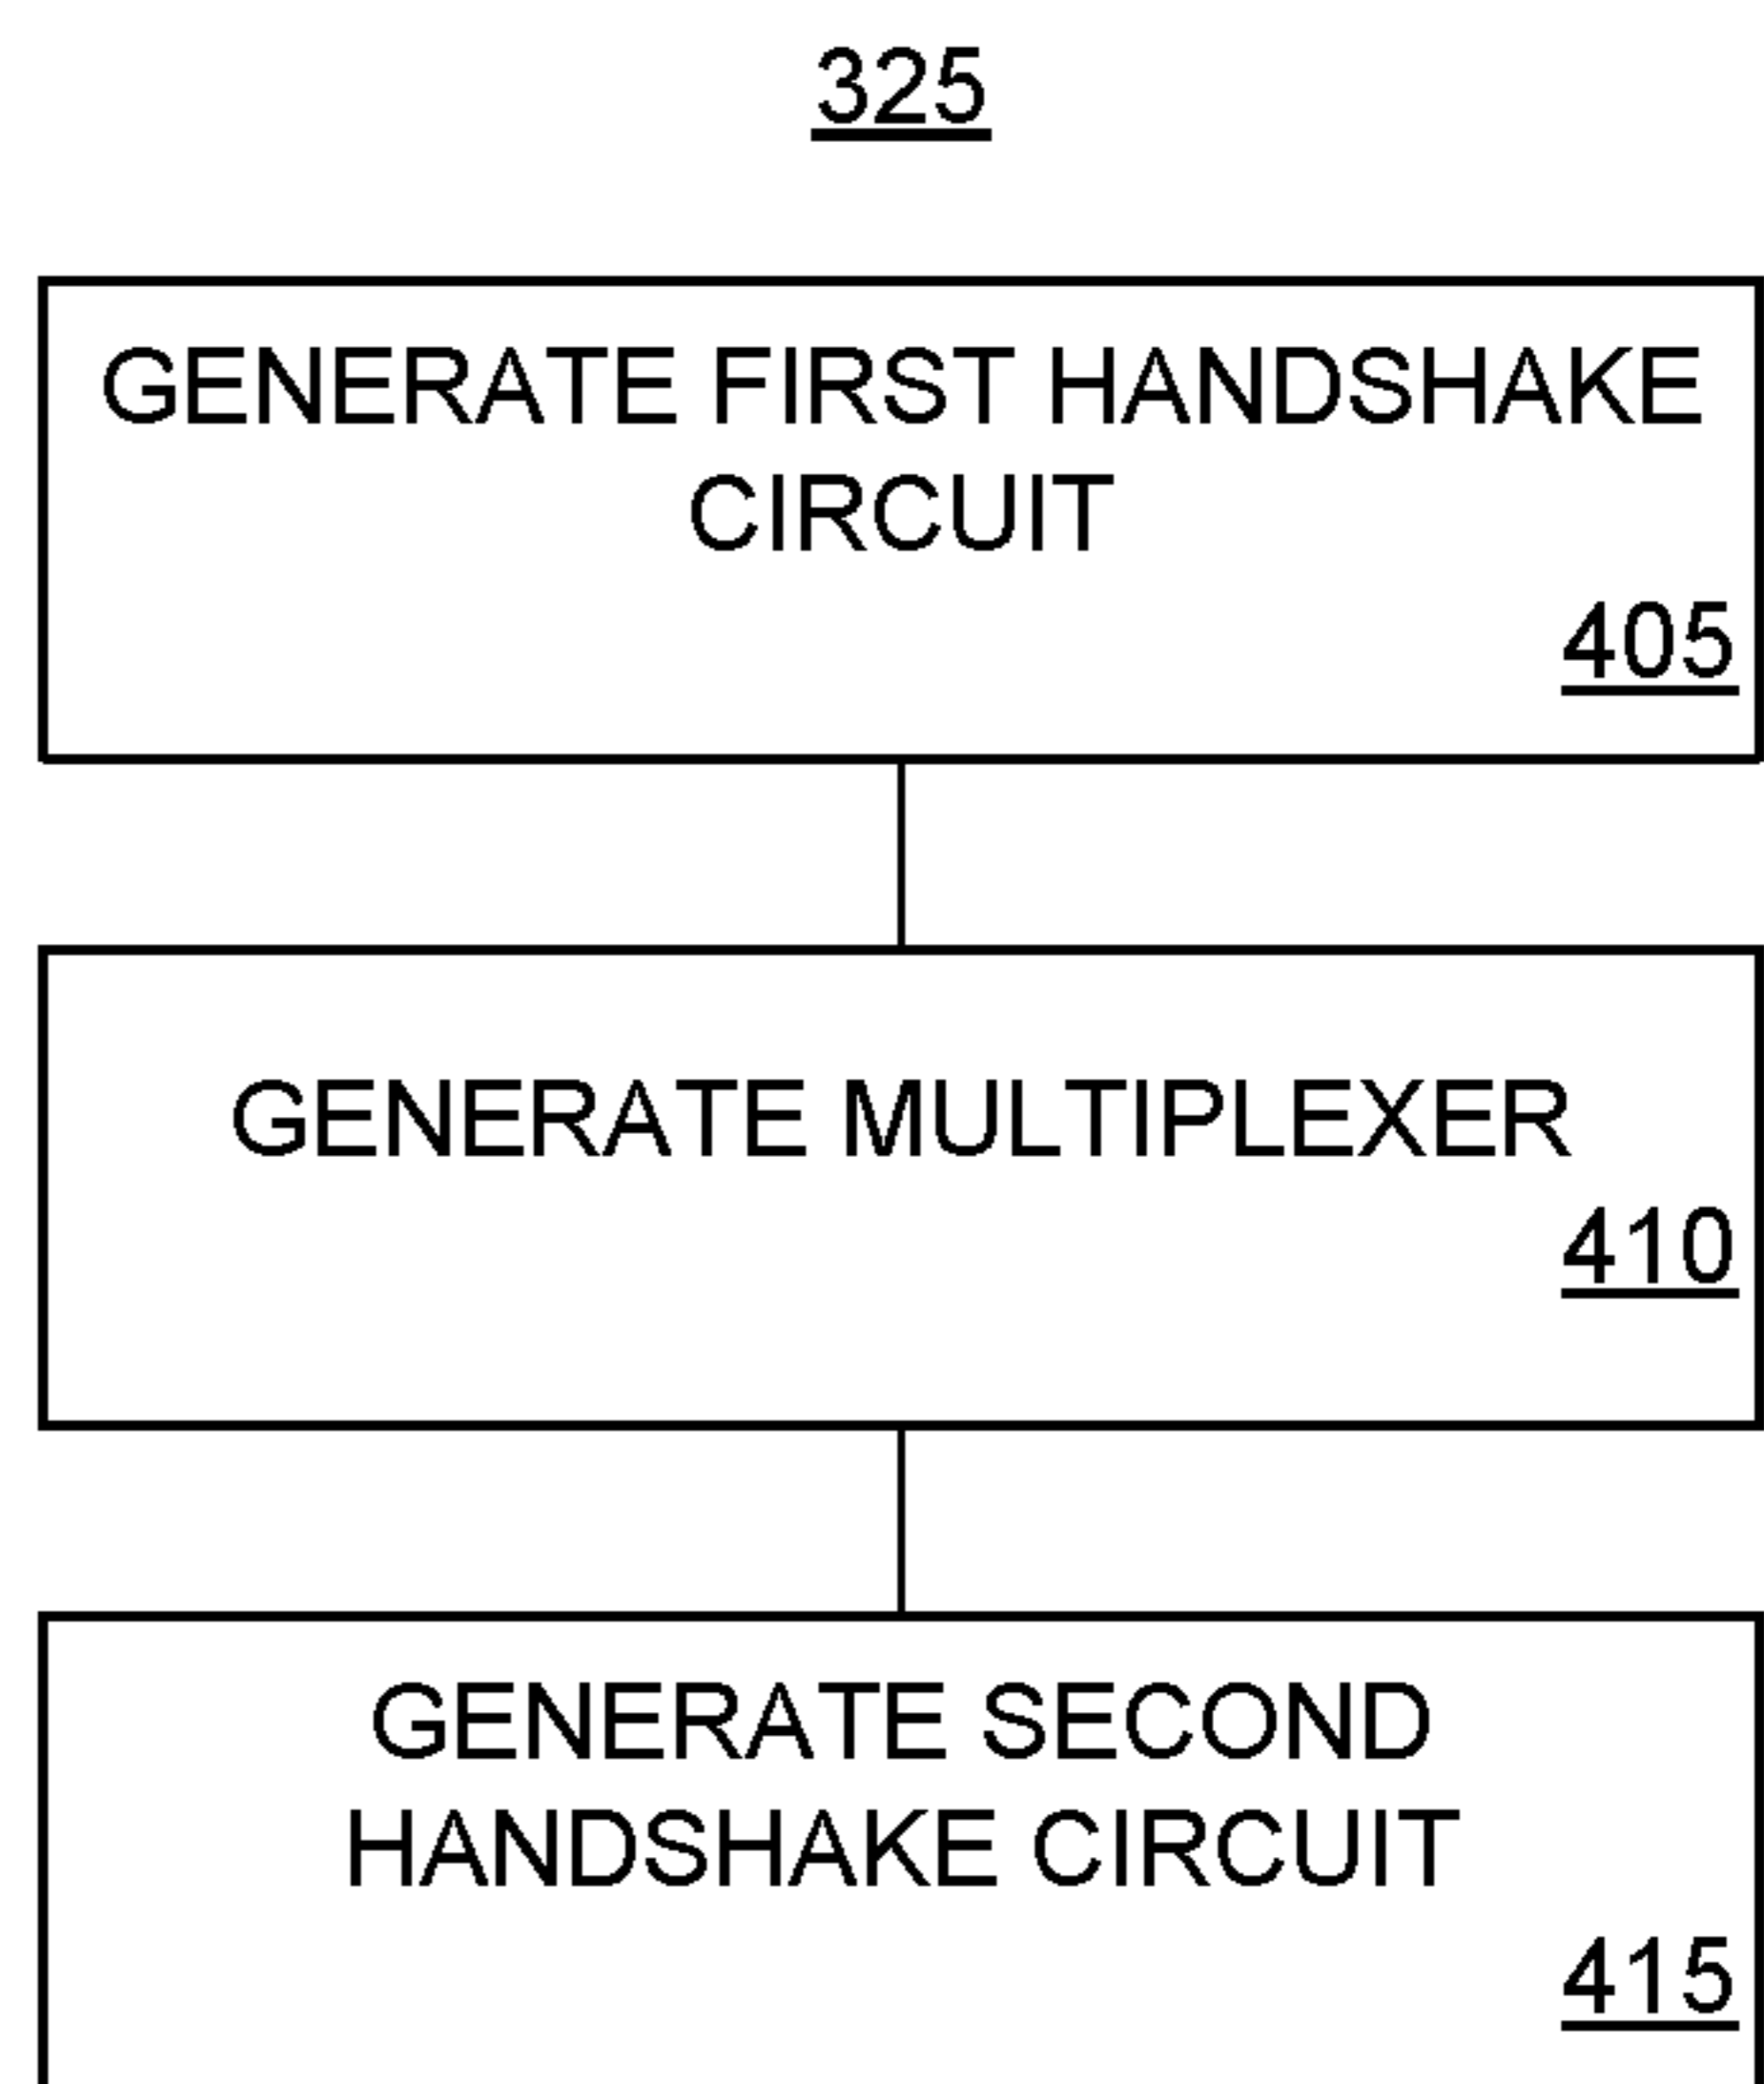 325
GENERATE FIRST HANDSHAKE
CIRCUIT
405
GENERATE MULTIPLEXER
410
GENERATE SECOND
HANDSHAKE CIRCUIT
415